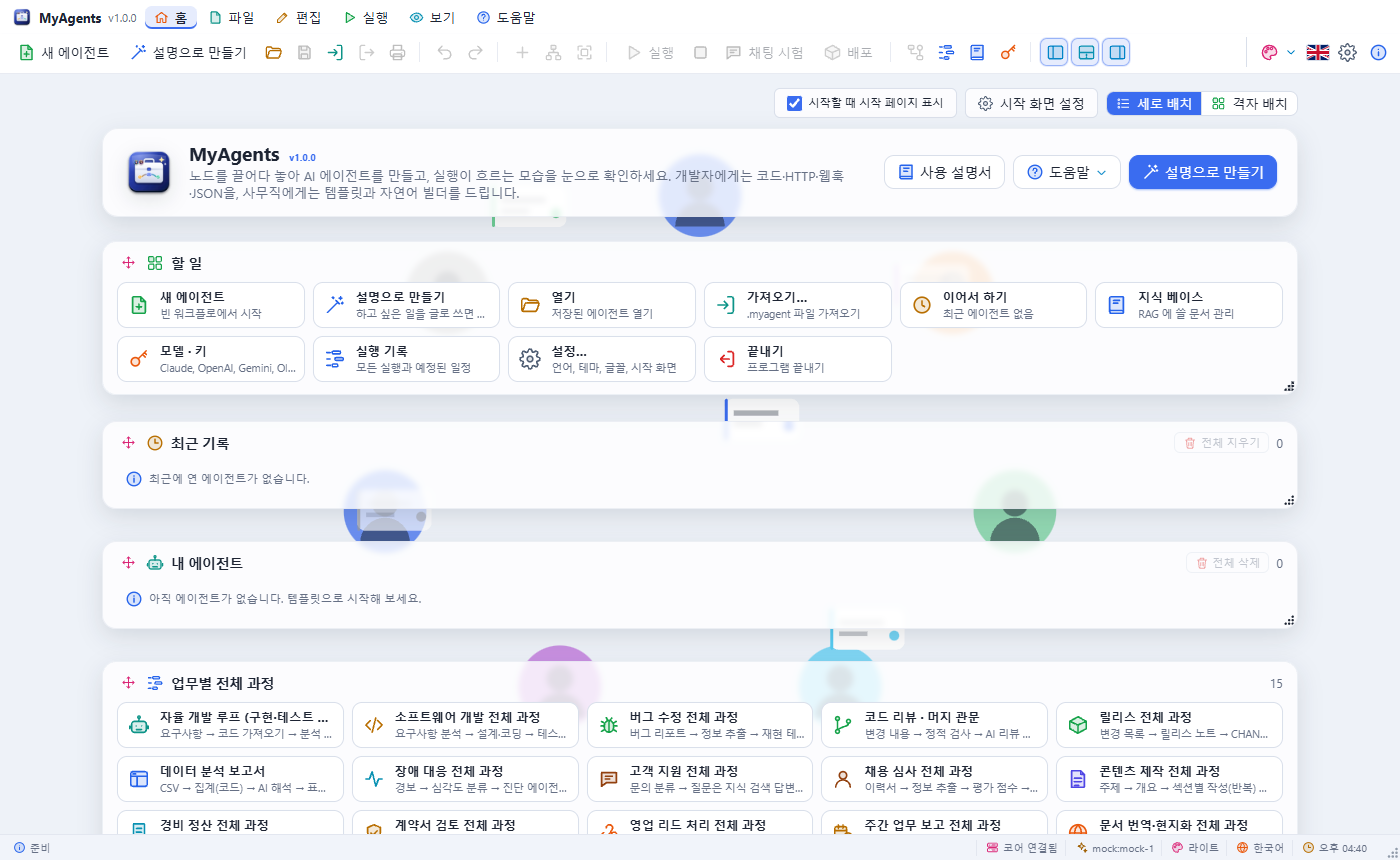 MyAgents v1.0.0 홈 파일 편집 실행 보기 도움말
새 에이전트 설명으로 만들기 실행 채팅 시험 배포
시작할 때 시작 페이지 표시 시작 화면 설정 세로 배치 격자 배치
MyAgents v1.0.0
노드를 끌어다 놓아 AI 에이전트를 만들고, 실행이 흐르는 모습을 눈으로 확인하세요. 개발자에게는 코드·HTTP·웹훅
·JSON을, 사무직에게는 템플릿과 자연어 빌더를 드립니다.
사용 설명서 도움말 설명으로 만들기
할 일
새 에이전트 설명으로 만들기 열기 가져오기... 이어서 하기 지식 베이스
빈 워크플로에서 시작 하고 싶은 일을 글로 쓰면 ... 저장된 에이전트 열기 .myagent 파일 가져오기 최근 에이전트 없음 RAG 에 쓸 문서 관리
모델 · 키 실행 기록 설정... 끝내기
Claude, OpenAI, Gemini, Ol... 모든 실행과 예정된 일정 언어, 테마, 글꼴, 시작 화면 프로그램 끝내기
최근 기록 전체 지우기 0
최근에 연 에이전트가 없습니다.
내 에이전트 전체 삭제 0
아직 에이전트가 없습니다. 템플릿으로 시작해 보세요.
업무별 전체 과정 15
자율 개발 루프 (구현·테스트 ... 소프트웨어 개발 전체 과정 버그 수정 전체 과정 코드 리뷰 · 머지 관문 릴리스 전체 과정
요구사항 → 코드 가져오기 → 분석 ... 요구사항 분석 → 설계·코딩 → 테스... 버그 리포트 → 정보 추출 → 재현 테... 변경 내용 → 정적 검사 → AI 리뷰 ... 변경 목록 → 릴리스 노트 → CHAN...
데이터 분석 보고서 장애 대응 전체 과정 고객 지원 전체 과정 채용 심사 전체 과정 콘텐츠 제작 전체 과정
CSV → 집계(코드) → AI 해석 → 표... 경보 → 심각도 분류 → 진단 에이전... 문의 분류 → 질문은 지식 검색 답변... 이력서 → 정보 추출 → 평가 점수 →... 주제 → 개요 → 섹션별 작성(반복) ...
경비 정산 전체 과정 계약서 검토 전체 과정 영업 리드 처리 전체 과정 주간 업무 보고 전체 과정 문서 번역·현지화 전체 과정
준비 코어 연결됨 mock:mock-1 라이트 한국어 오후 04:40